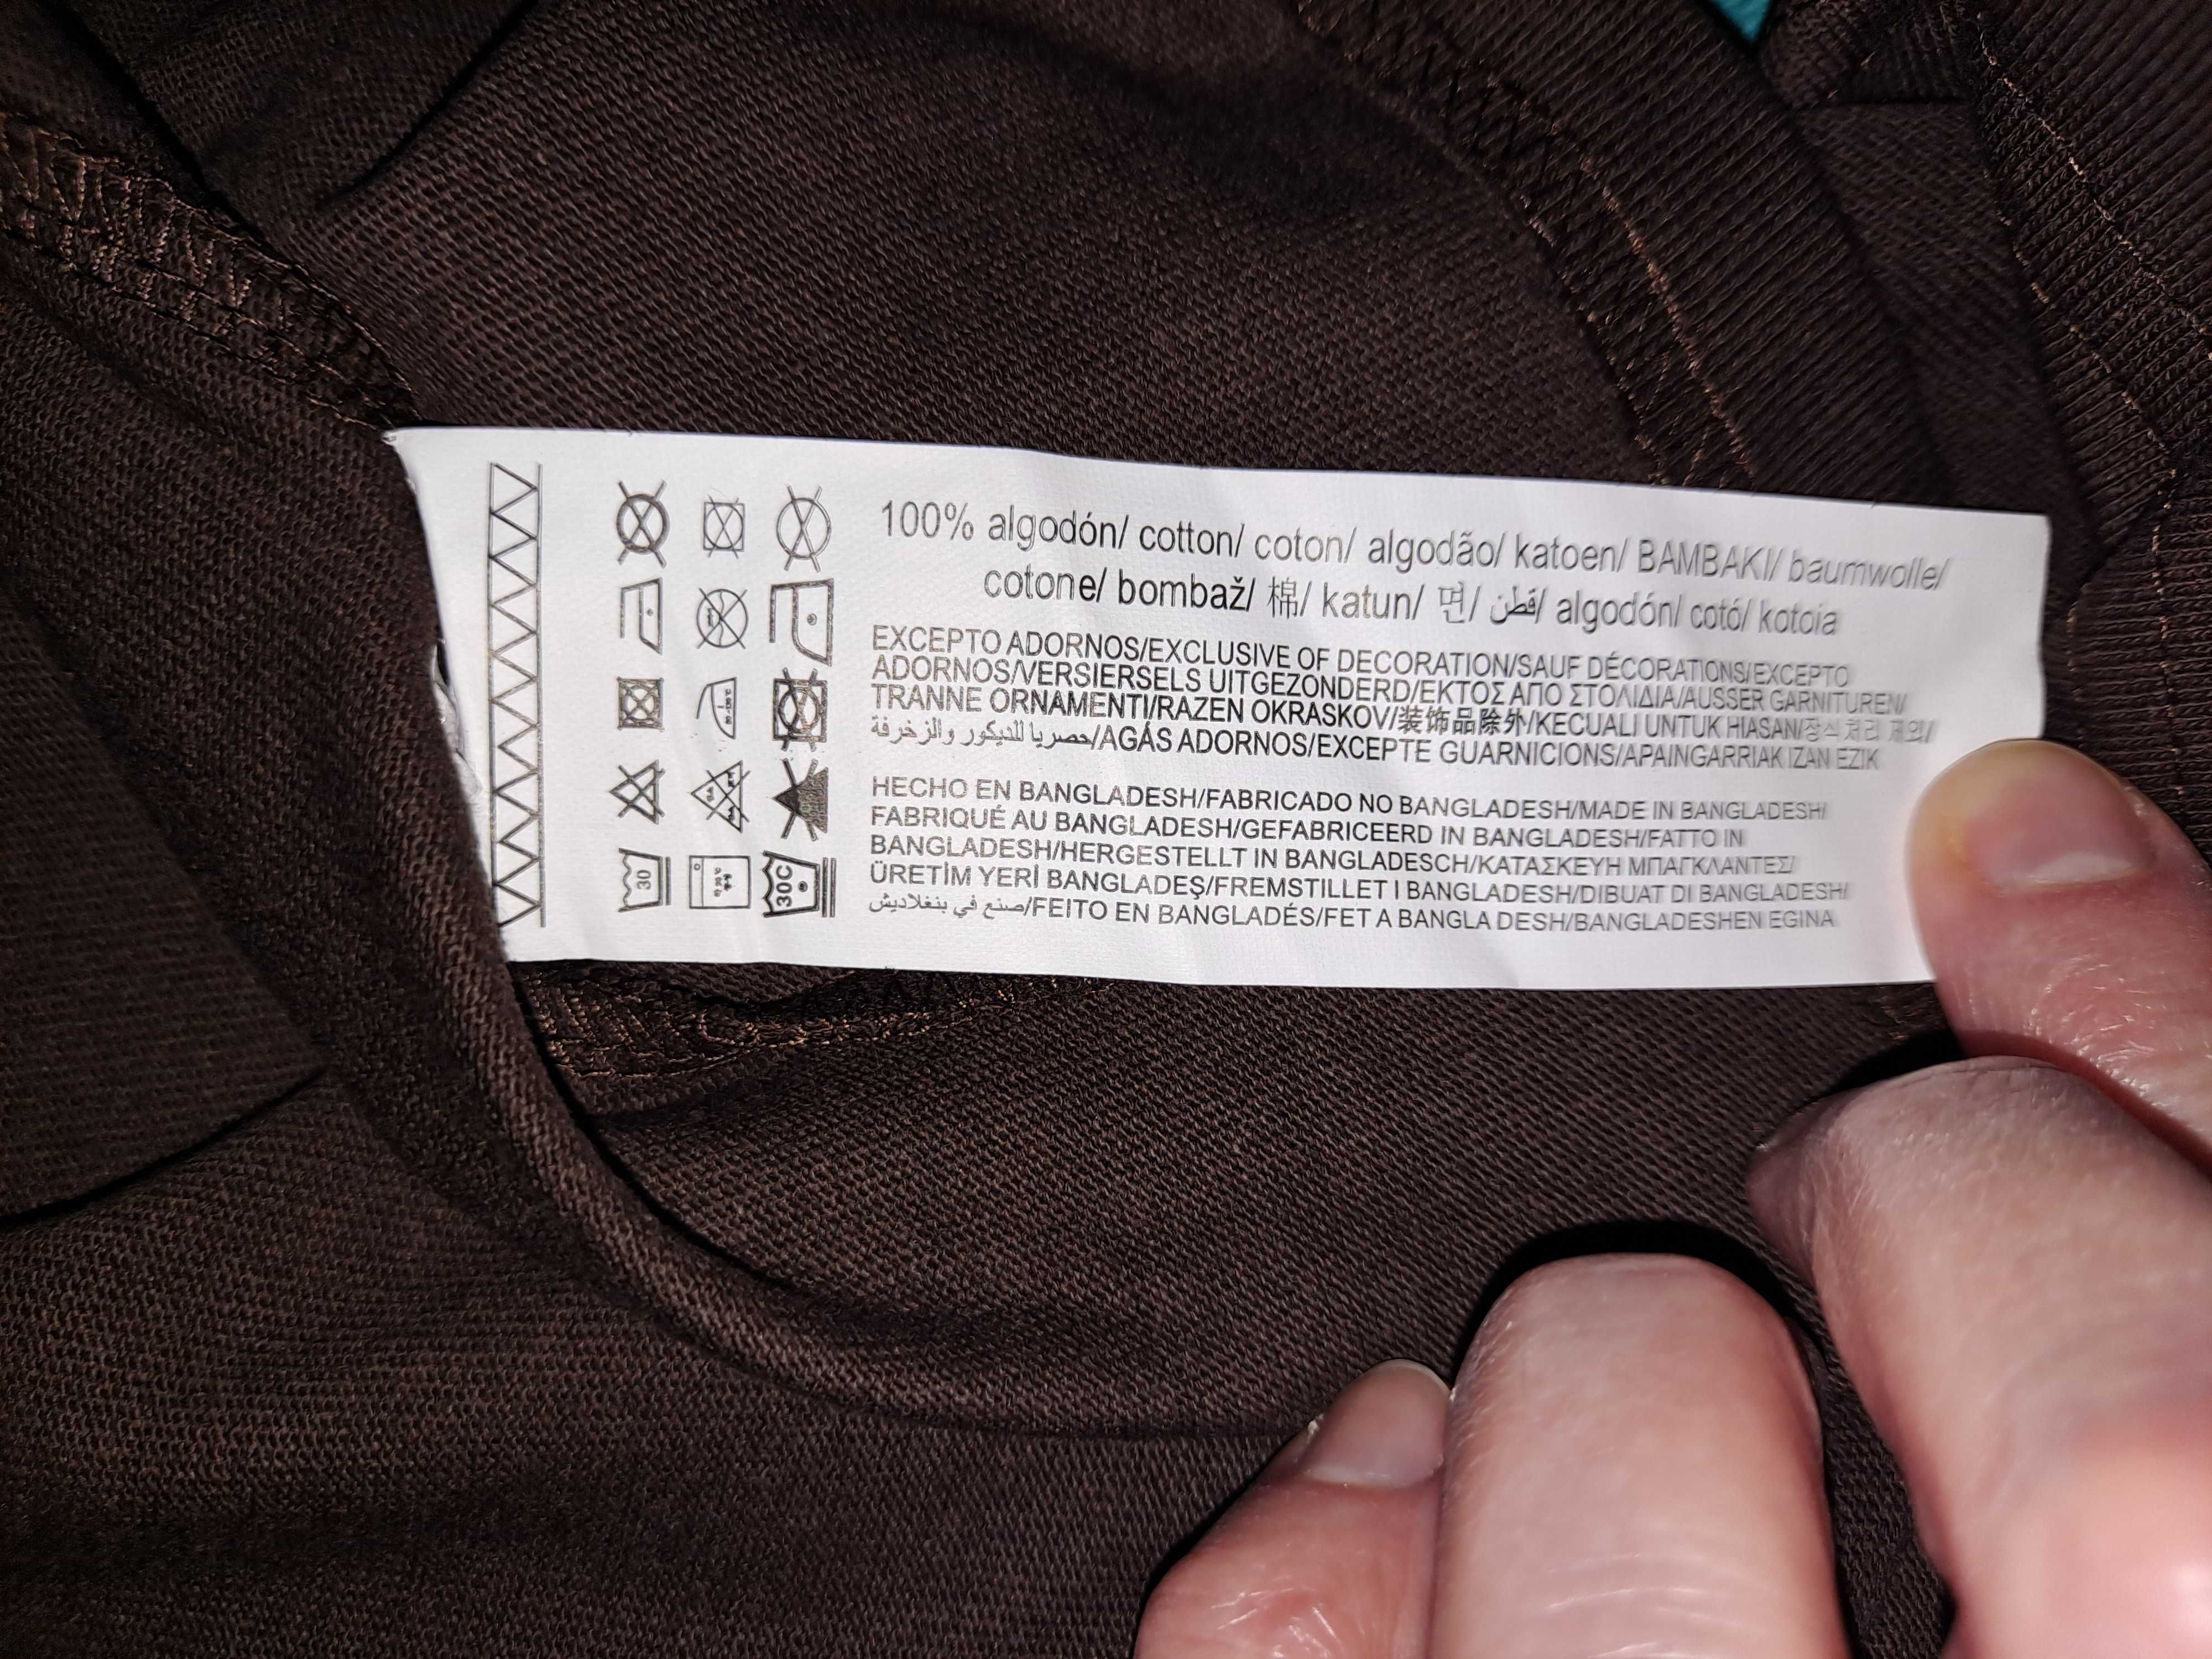 100% algodón/ cotton/ coton/ algodão/ katoen/ BAMBAKI/ baumwolle/
cotone/ bombaž/ 棉/ katun/ 면/ قطن/ algodón/ cotó/ kotoia
EXCEPTO ADORNOS/EXCLUSIVE OF DECORATION/SAUF DÉCORATIONS/EXCEPTO
ADORNOS/VERSIERSELS UITGEZONDERD/ΕΚΤΟΣ ΑΠΟ ΣΤΟΛΙΔΙΑ/AUSSER GARNITUREN/
TRANNE ORNAMENTI/RAZEN OKRASKOV/装饰品除外/KECUALI UNTUK HIASAN/장식 처리 제외/
حصريا للديكور والزخرفة/AGÁS ADORNOS/EXCEPTE GUARNICIONS/APAINGARRIAK IZAN EZIK
HECHO EN BANGLADESH/FABRICADO NO BANGLADESH/MADE IN BANGLADESH/
FABRIQUÉ AU BANGLADESH/GEFABRICEERD IN BANGLADESH/FATTO IN
BANGLADESH/HERGESTELLT IN BANGLADESCH/ΚΑΤΑΣΚΕΥΗ ΜΠΑΓΚΛΑΝΤΕΣ/
ÜRETİM YERİ BANGLADEŞ/FREMSTILLET I BANGLADESH/DIBUAT DI BANGLADESH/
صنع في بنغلاديش/FEITO EN BANGLADÉS/FET A BANGLA DESH/BANGLADESHEN EGINA
30
30C